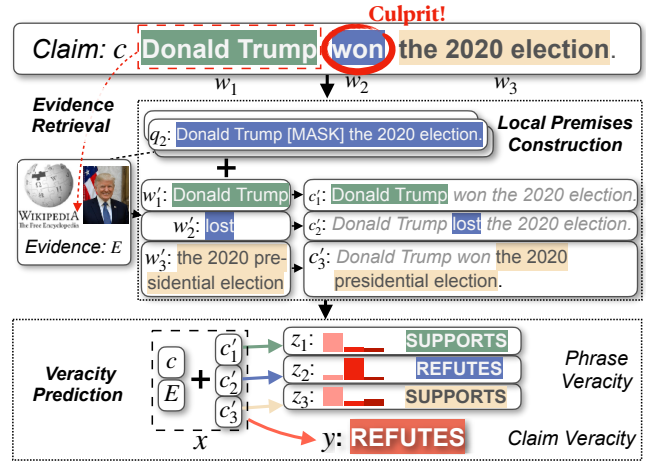 Culprit!
Claim: c Donald Trump won the 2020 election.
w₁ w₂ w₃
Evidence Retrieval
Local Premises Construction
q₂: Donald Trump [MASK] the 2020 election.
+
WIKIPEDIA
The Free Encyclopedia
Evidence: E
w′₁: Donald Trump
c′₁: Donald Trump won the 2020 election.
w′₂: lost
c′₂: Donald Trump lost the 2020 election.
w′₃: the 2020 pre-
sidential election
c′₃: Donald Trump won the 2020
presidential election.
Veracity
Prediction
c
E
+
c′₁
c′₂
c′₃
x
z₁: SUPPORTS
z₂: REFUTES
z₃: SUPPORTS
Phrase
Veracity
y: REFUTES
Claim Veracity